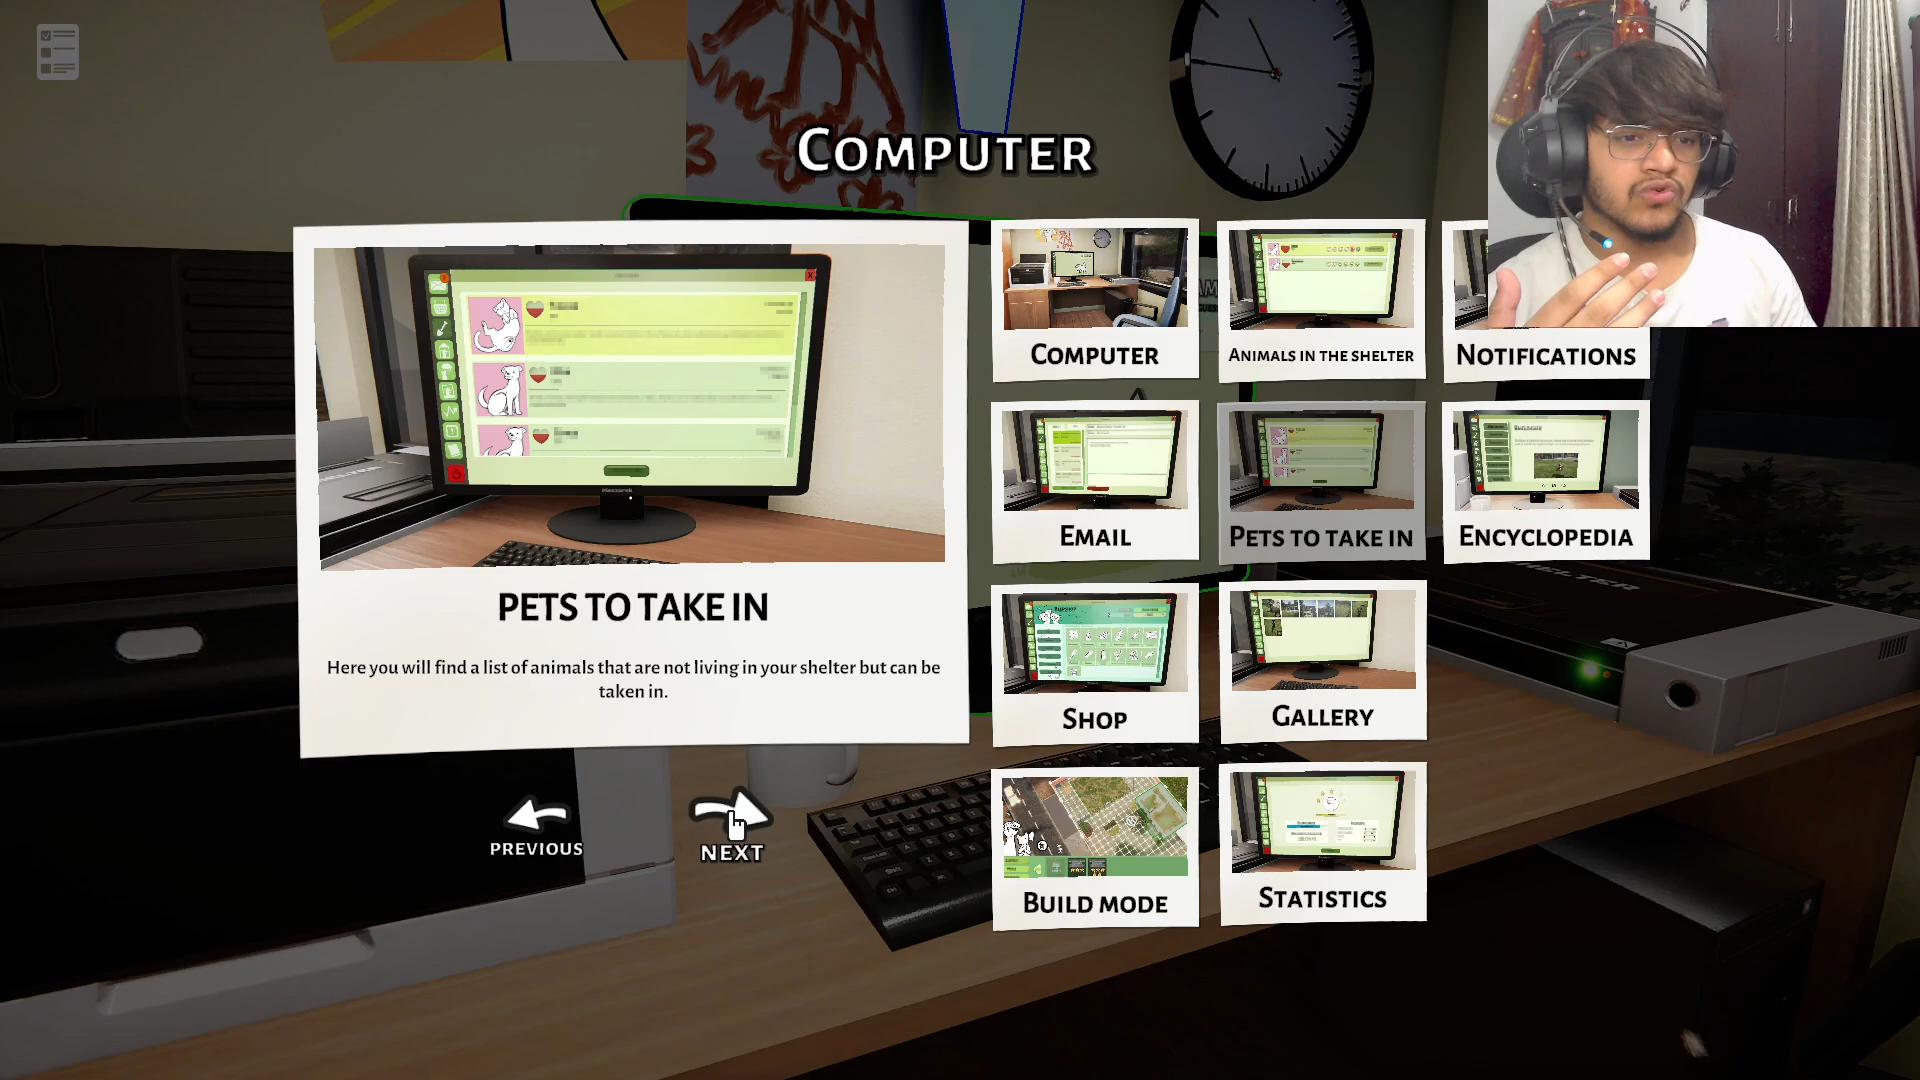 COMPUTER
PETS TO TAKE IN
Here you will find a list of animals that are not living in your shelter but can be
taken in.
PREVIOUS
NEXT
COMPUTER
ANIMALS IN THE SHELTER
NOTIFICATIONS
EMAIL
PETS TO TAKE IN
ENCYCLOPEDIA
SHOP
GALLERY
BUILD MODE
STATISTICS